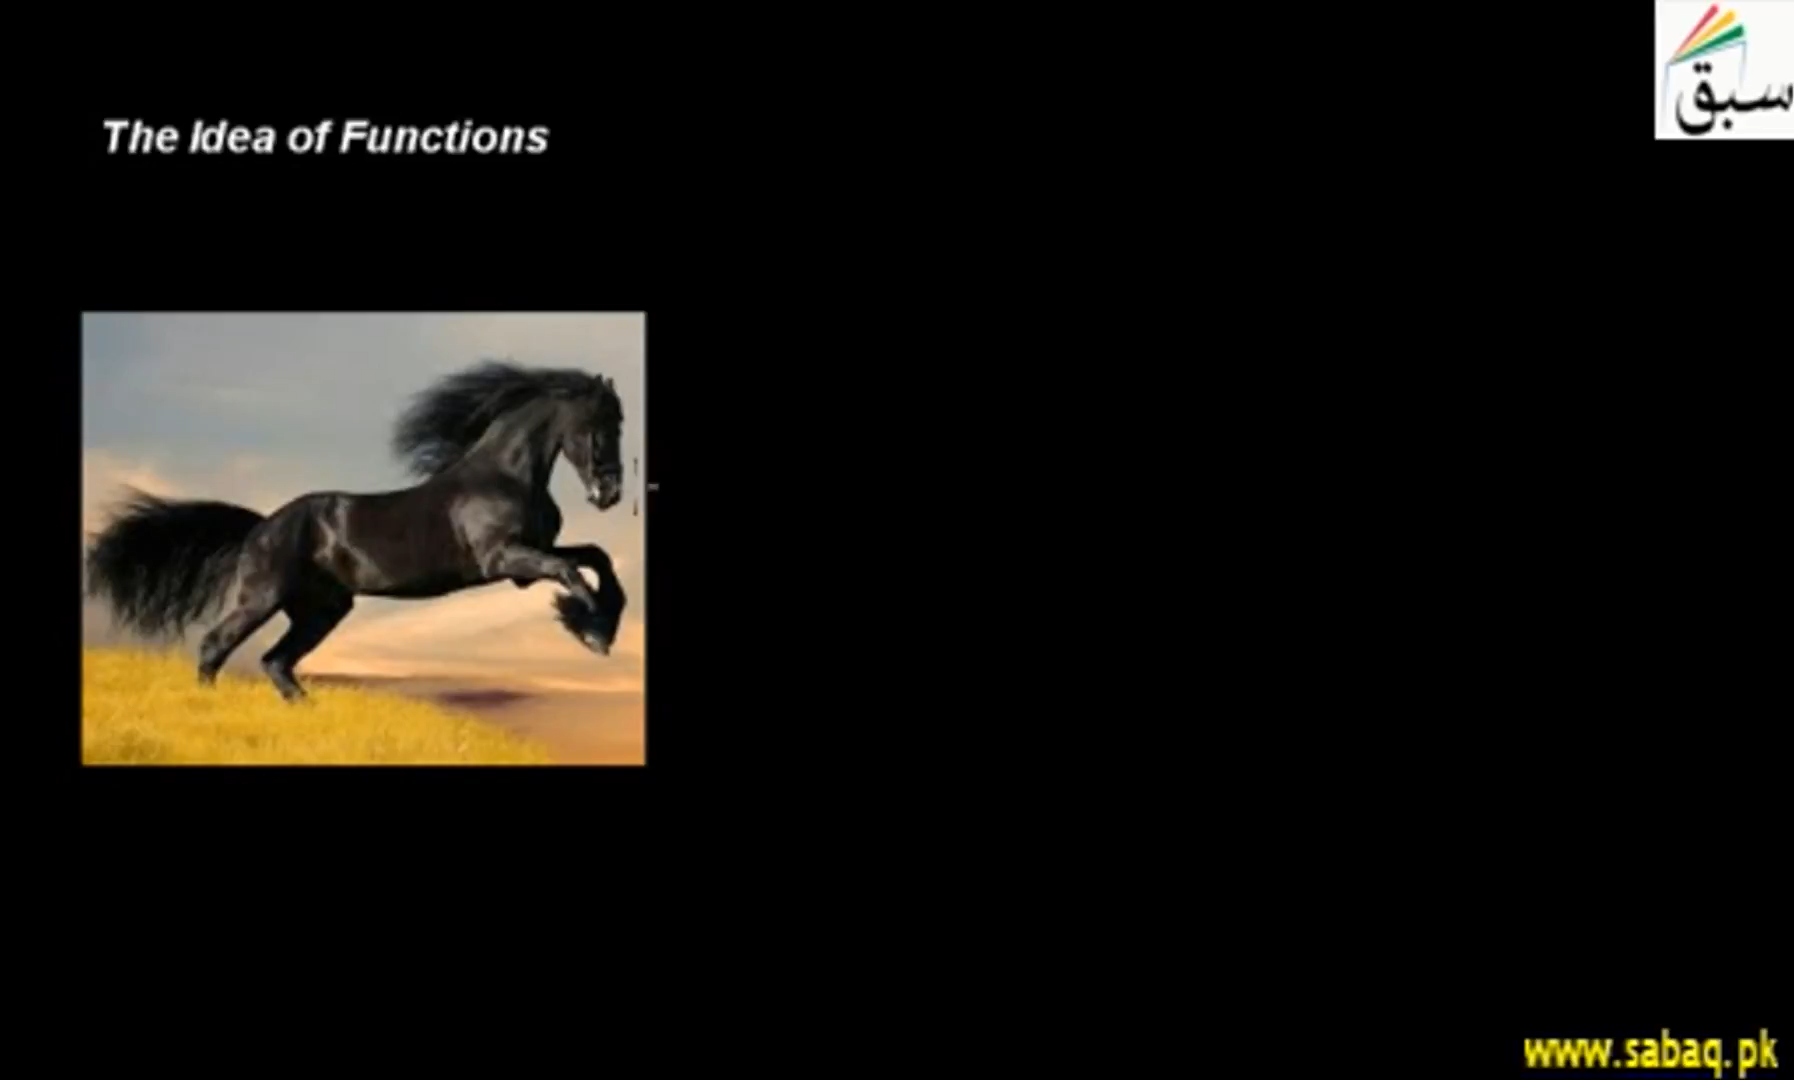 سبق
The Idea of Functions
www.sabaq.pk